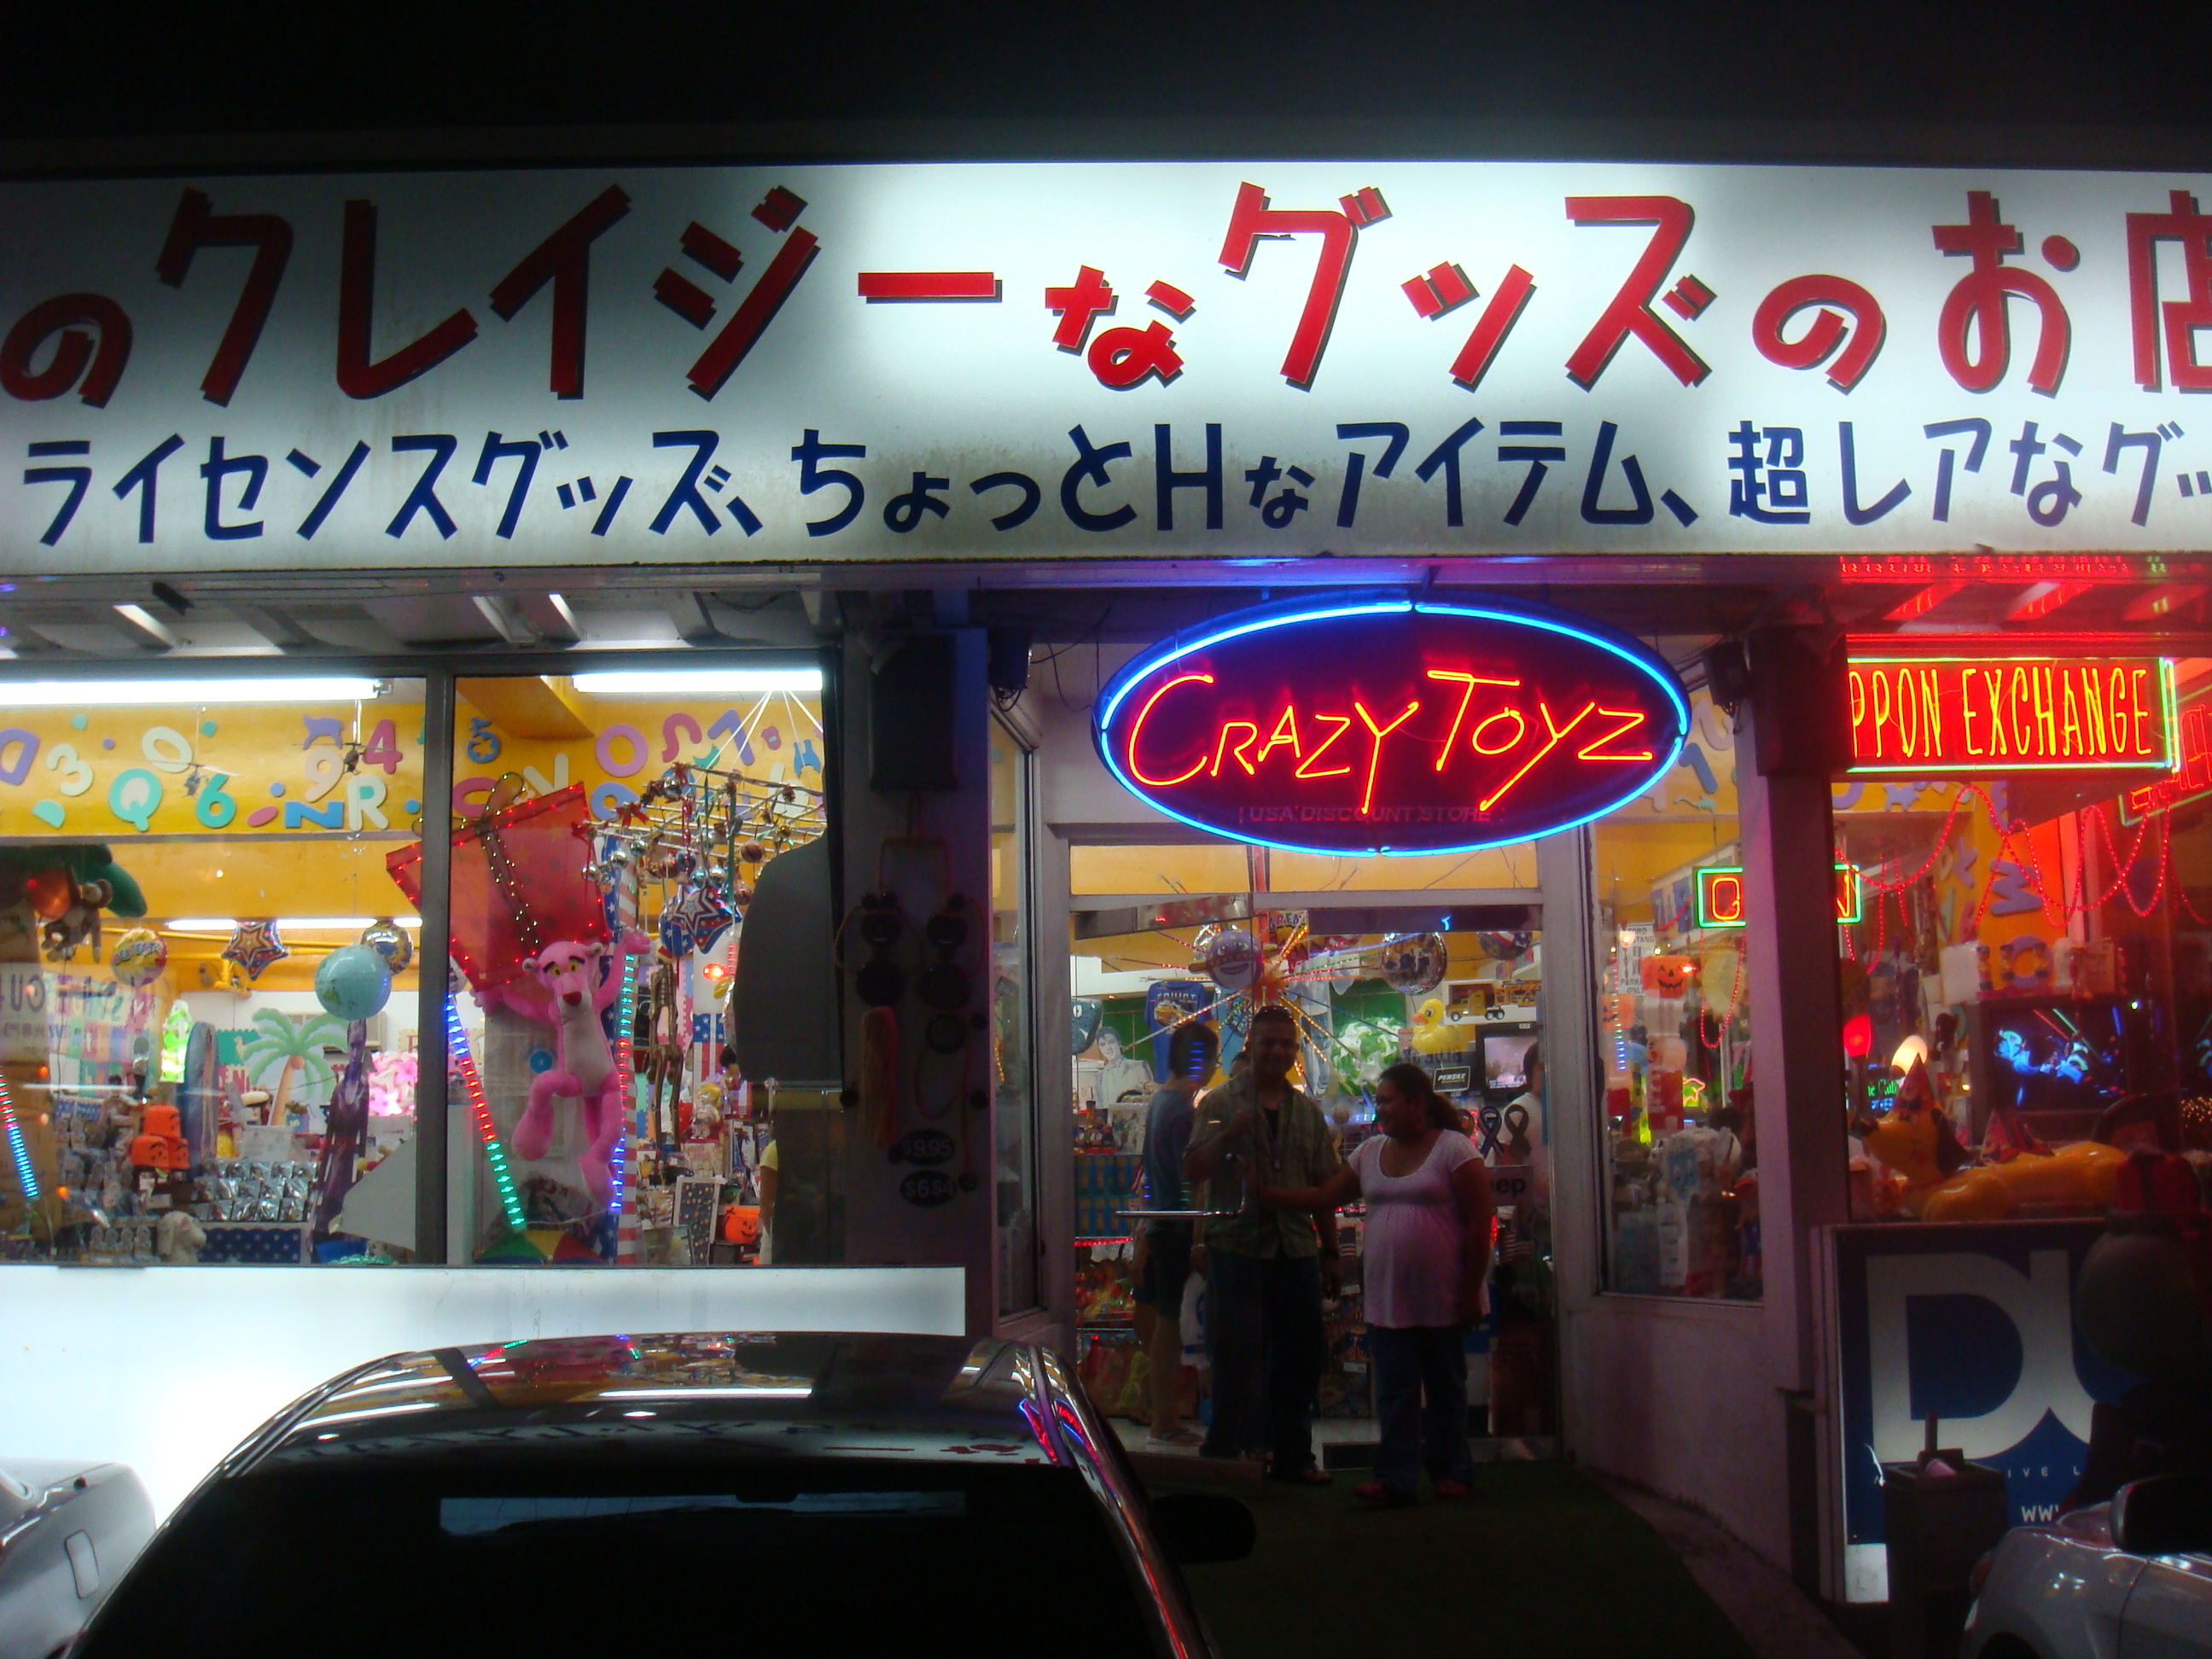 のクレイジーなグッズのお店
ライセンスグッズ、ちょっとHなアイテム、超レアなグッ
CRAZY TOYZ
USA DISCOUNT STORE
PPON EXCHANGE
$9.95